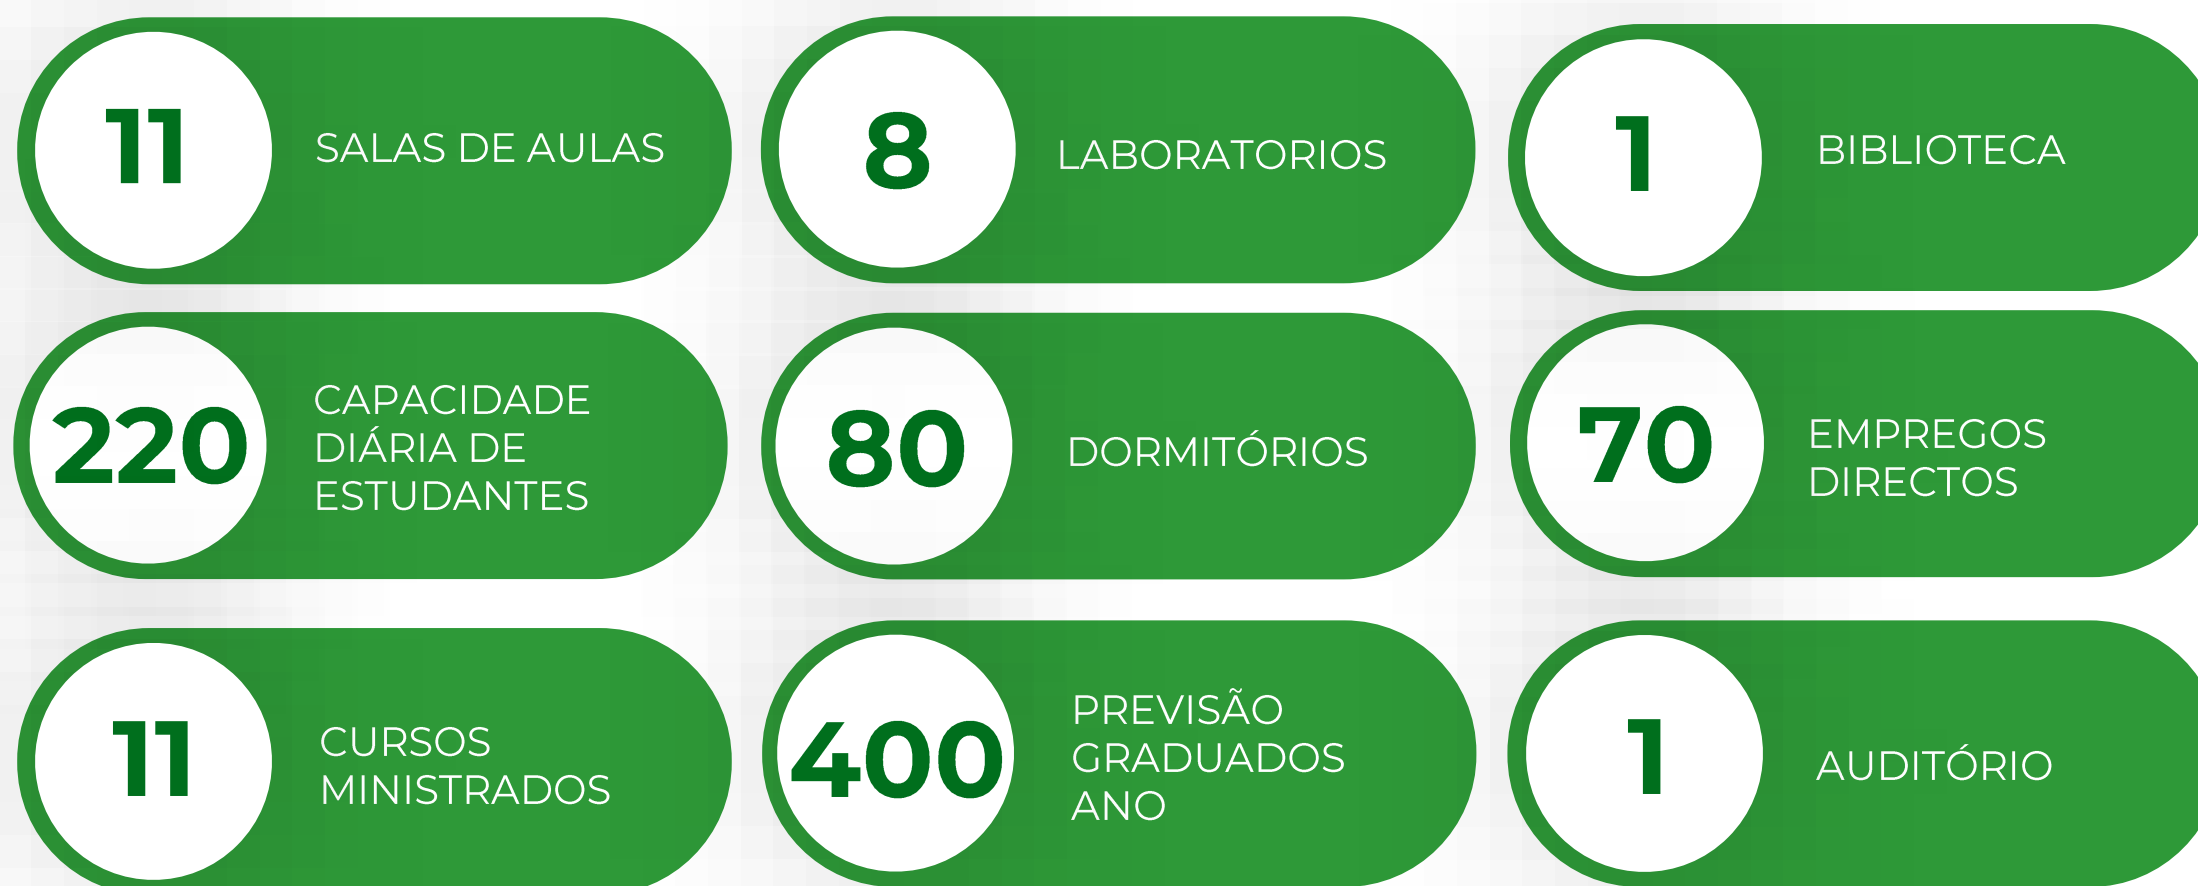 11
SALAS DE AULAS
8
LABORATORIOS
1
BIBLIOTECA
220
CAPACIDADE
DIÁRIA DE
ESTUDANTES
80
DORMITÓRIOS
70
EMPREGOS
DIRECTOS
11
CURSOS
MINISTRADOS
400
PREVISÃO
GRADUADOS
ANO
1
AUDITÓRIO